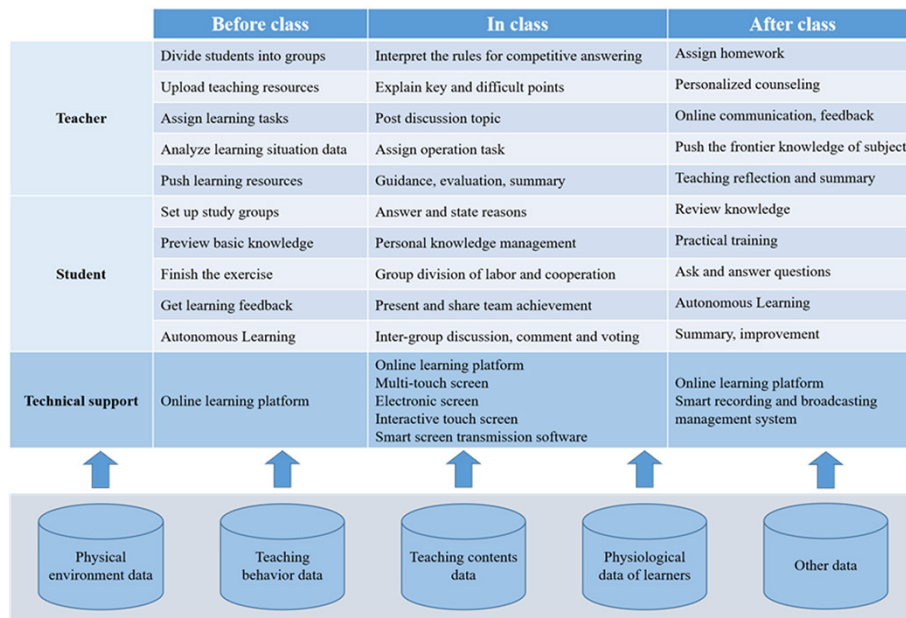 Before class In class After class
Teacher
Divide students into groups Interpret the rules for competitive answering Assign homework
Upload teaching resources Explain key and difficult points Personalized counseling
Assign learning tasks Post discussion topic Online communication, feedback
Analyze learning situation data Assign operation task Push the frontier knowledge of subject
Push learning resources Guidance, evaluation, summary Teaching reflection and summary
Student
Set up study groups Answer and state reasons Review knowledge
Preview basic knowledge Personal knowledge management Practical training
Finish the exercise Group division of labor and cooperation Ask and answer questions
Get learning feedback Present and share team achievement Autonomous Learning
Autonomous Learning Inter-group discussion, comment and voting Summary, improvement
Technical support
Online learning platform
Online learning platform
Multi-touch screen
Electronic screen
Interactive touch screen
Smart screen transmission software
Online learning platform
Smart recording and broadcasting
management system
Physical
environment data
Teaching
behavior data
Teaching contents
data
Physiological
data of learners
Other data